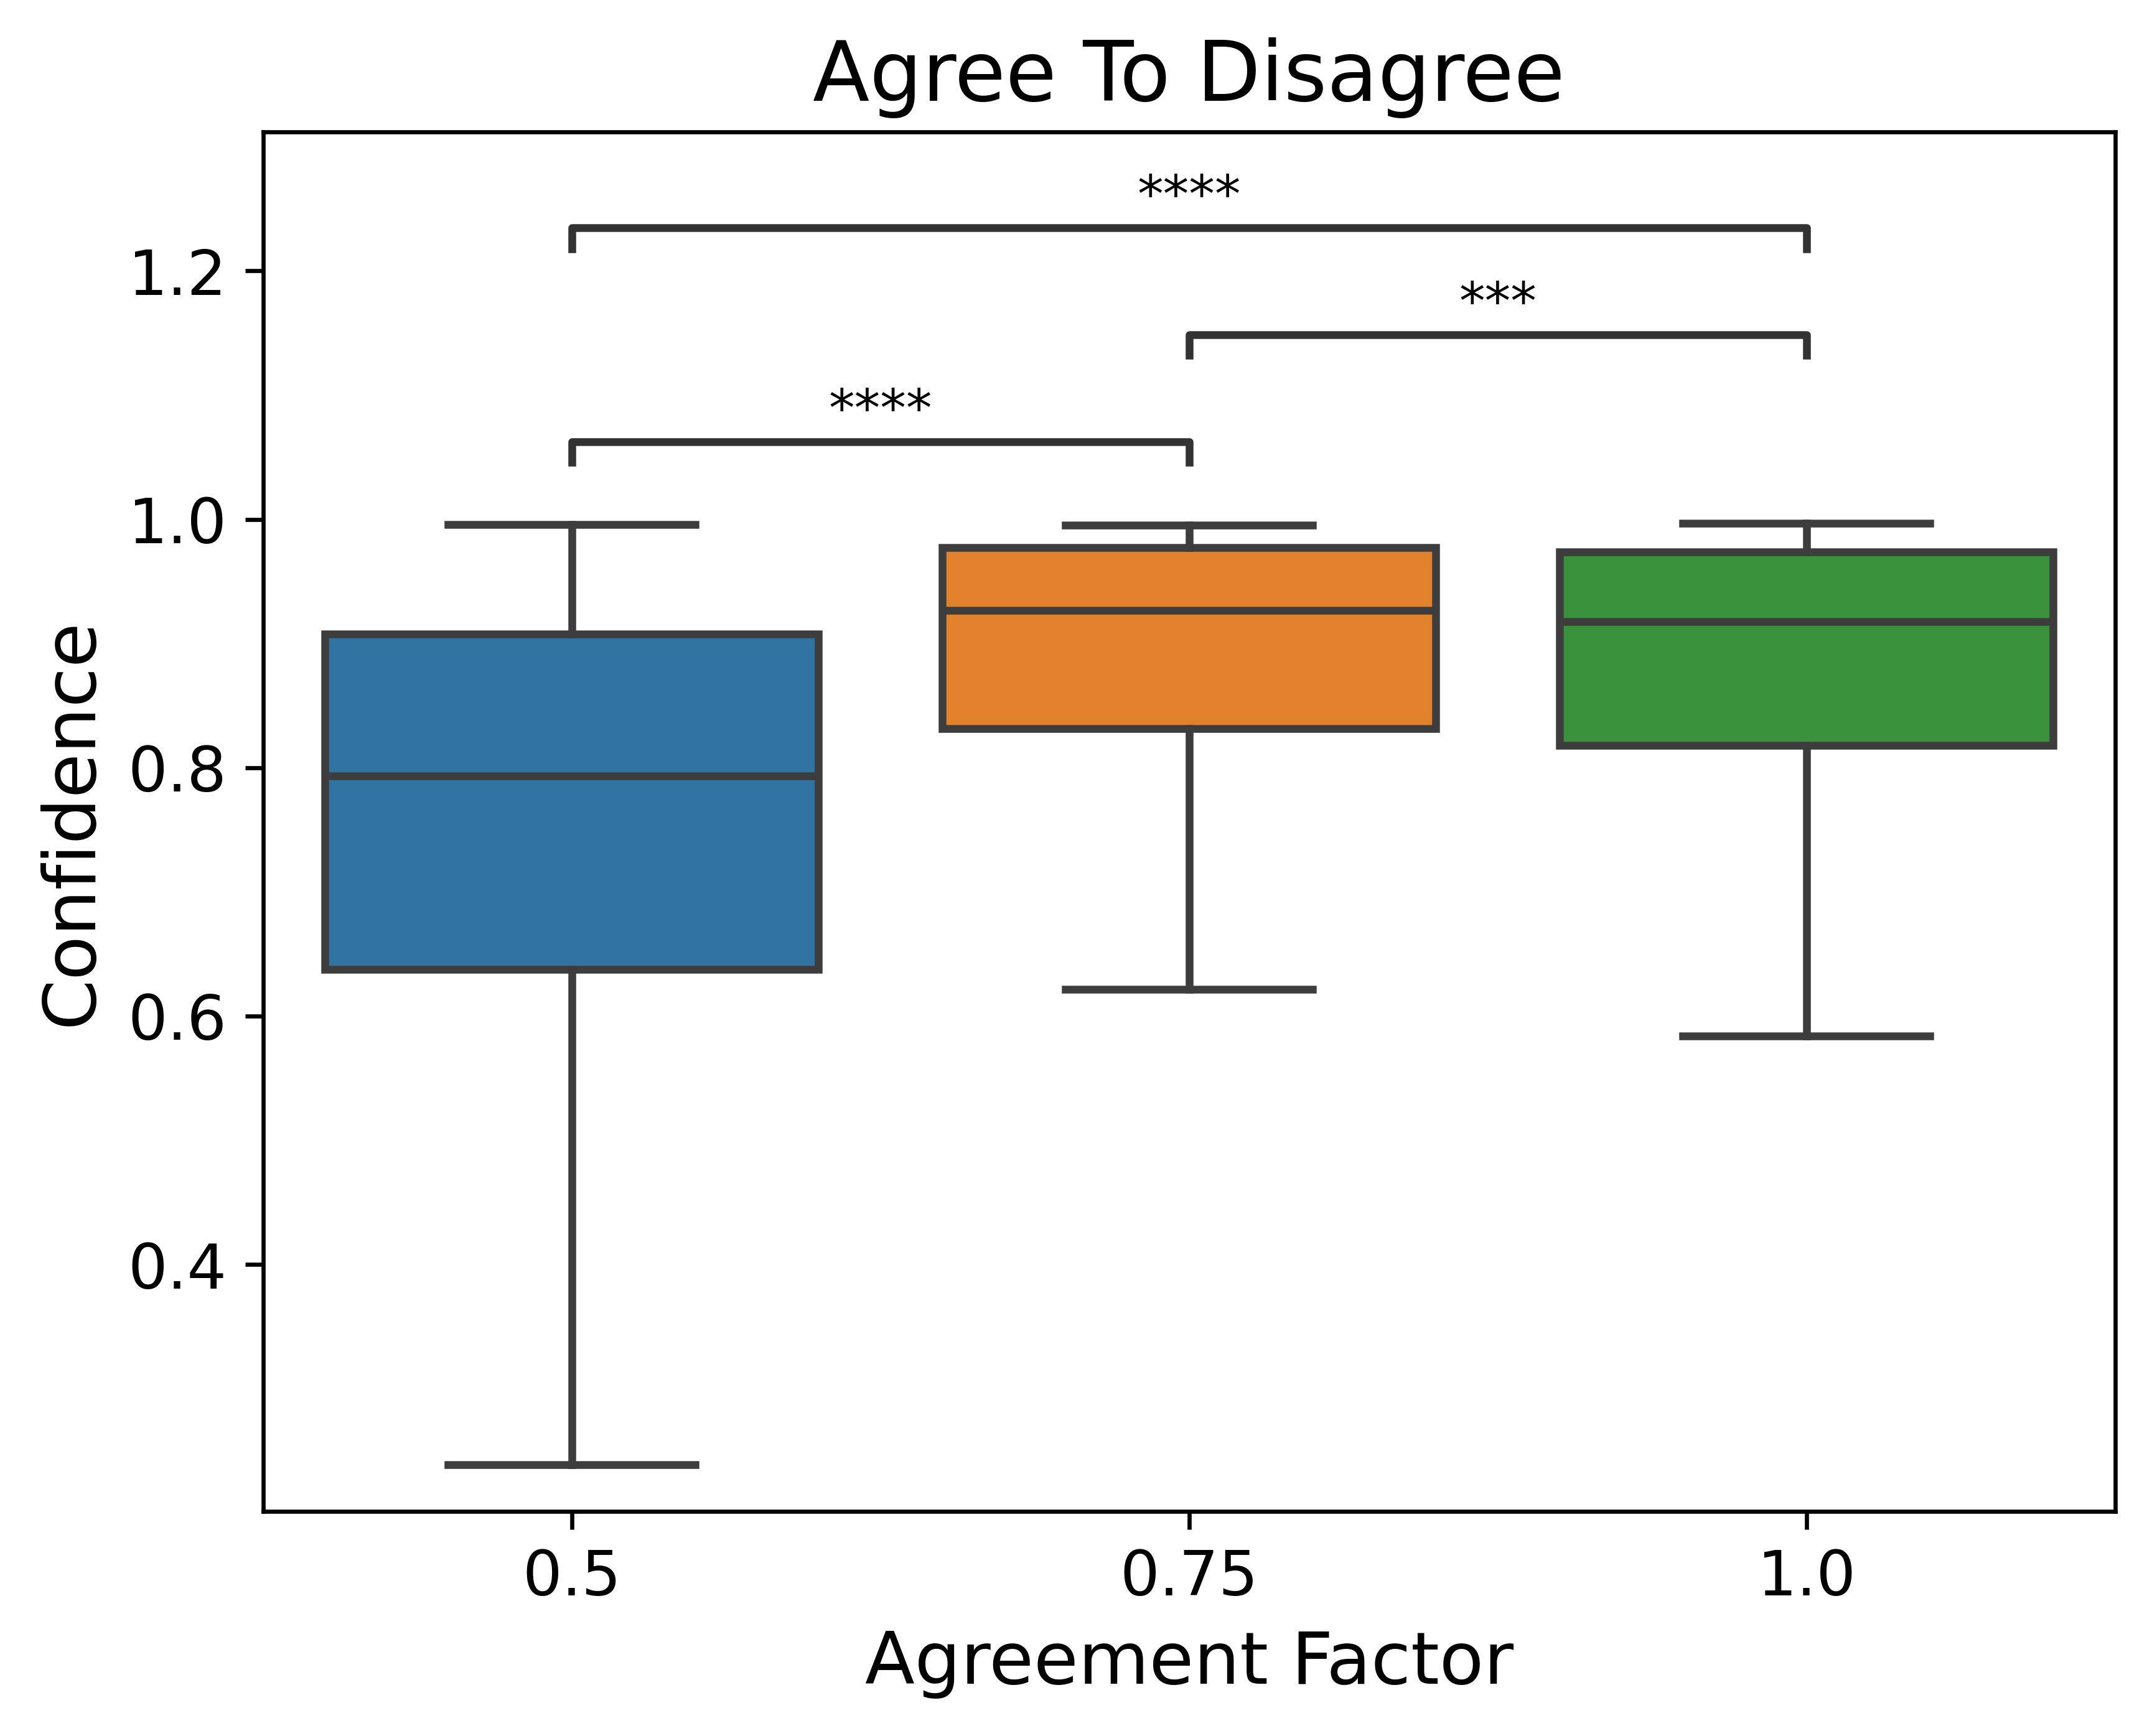 Agree To Disagree
****
***
****
1.2
1.0
0.8
0.6
0.4
Confidence
0.5 0.75 1.0
Agreement Factor